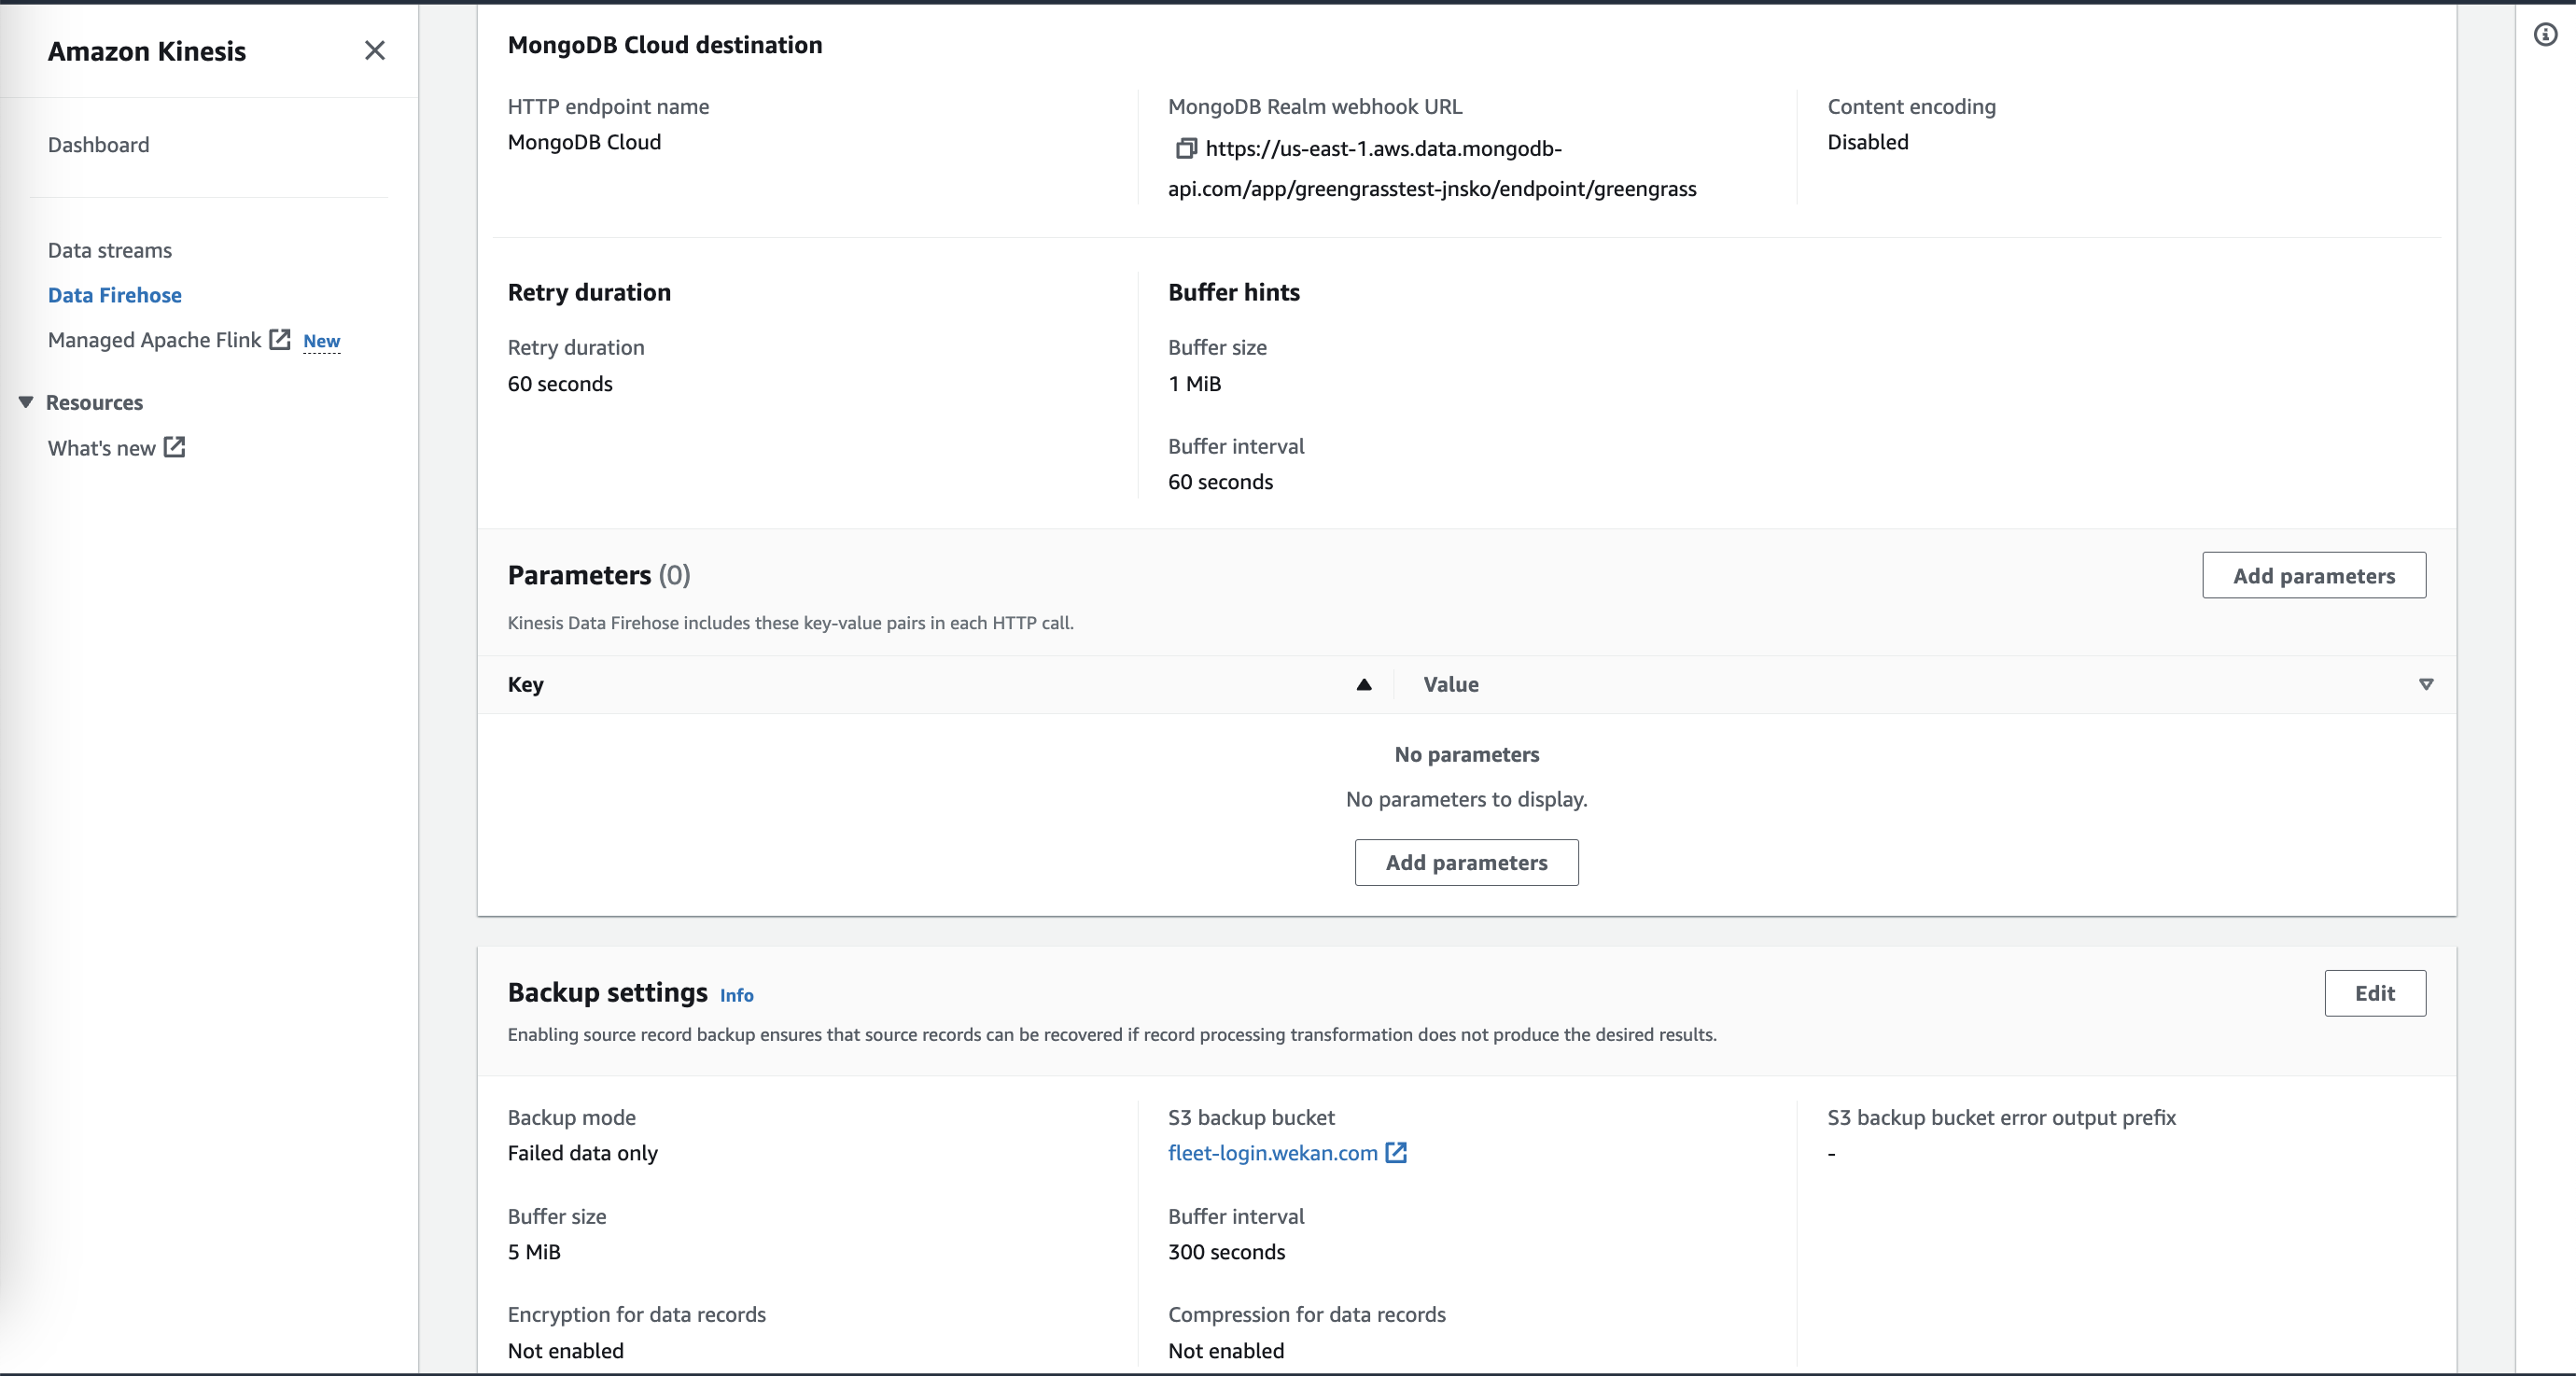 Amazon Kinesis
Dashboard
Data streams
Data Firehose
Managed Apache Flink New
Resources
What's new
MongoDB Cloud destination
HTTP endpoint name
MongoDB Cloud
MongoDB Realm webhook URL
https://us-east-1.aws.data.mongodb-
api.com/app/greengrasstest-jnsko/endpoint/greengrass
Content encoding
Disabled
Retry duration
Retry duration
60 seconds
Buffer hints
Buffer size
1 MiB
Buffer interval
60 seconds
Parameters (0)
Add parameters
Kinesis Data Firehose includes these key-value pairs in each HTTP call.
Key
Value
No parameters
No parameters to display.
Add parameters
Backup settings Info
Edit
Enabling source record backup ensures that source records can be recovered if record processing transformation does not produce the desired results.
Backup mode
Failed data only
S3 backup bucket
fleet-login.wekan.com
S3 backup bucket error output prefix
-
Buffer size
5 MiB
Buffer interval
300 seconds
Encryption for data records
Not enabled
Compression for data records
Not enabled